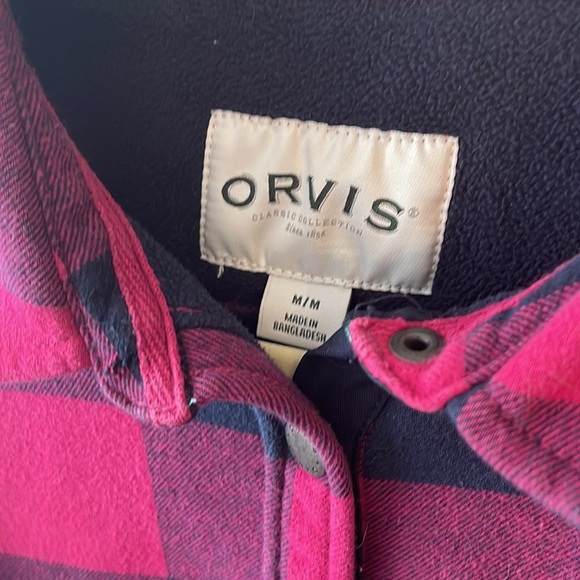 ORVIS®
CLASSIC COLLECTION
Since 1856
M/M
MADE IN
BANGLADESH